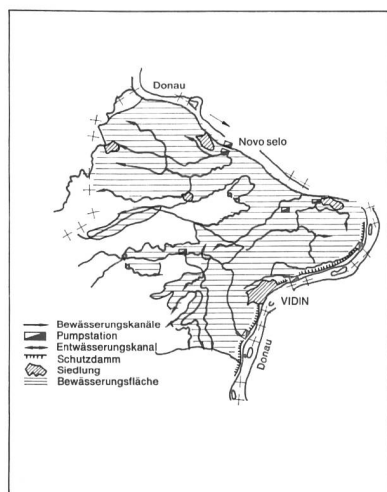 Donau
Novo selo
VIDIN
Donau
Bewässerungskanäle
Pumpstation
Entwässerungskanal
Schutzdamm
Siedlung
Bewässerungsfläche